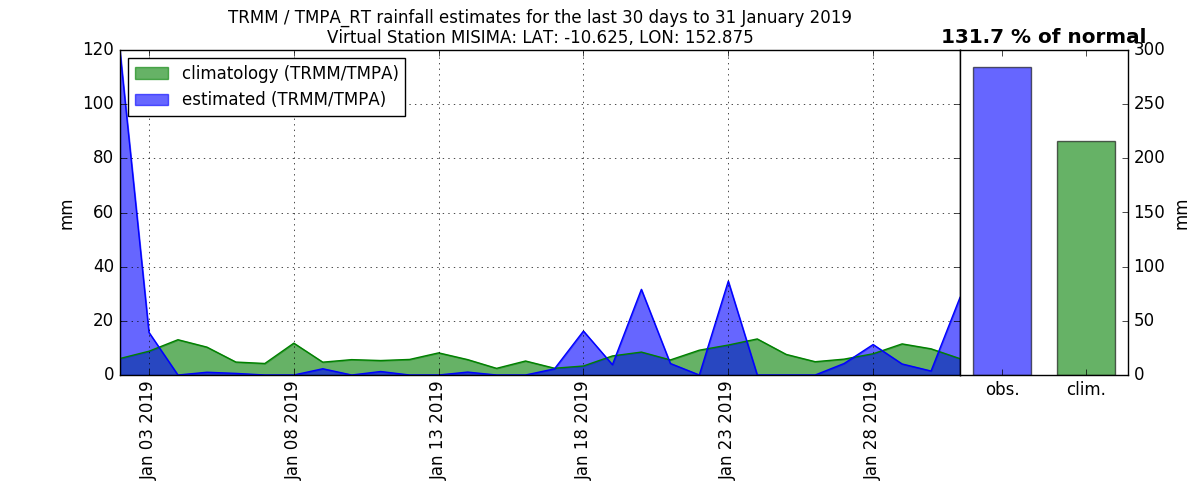 TRMM / TMPA_RT rainfall estimates for the last 30 days to 31 January 2019
Virtual Station MISIMA: LAT: -10.625, LON: 152.875
131.7 % of normal
climatology (TRMM/TMPA)
estimated (TRMM/TMPA)
120
100
80
60
40
20
0
mm
Jan 03 2019
Jan 08 2019
Jan 13 2019
Jan 18 2019
Jan 23 2019
Jan 28 2019
obs.
clim.
300
250
200
150
100
50
0
mm